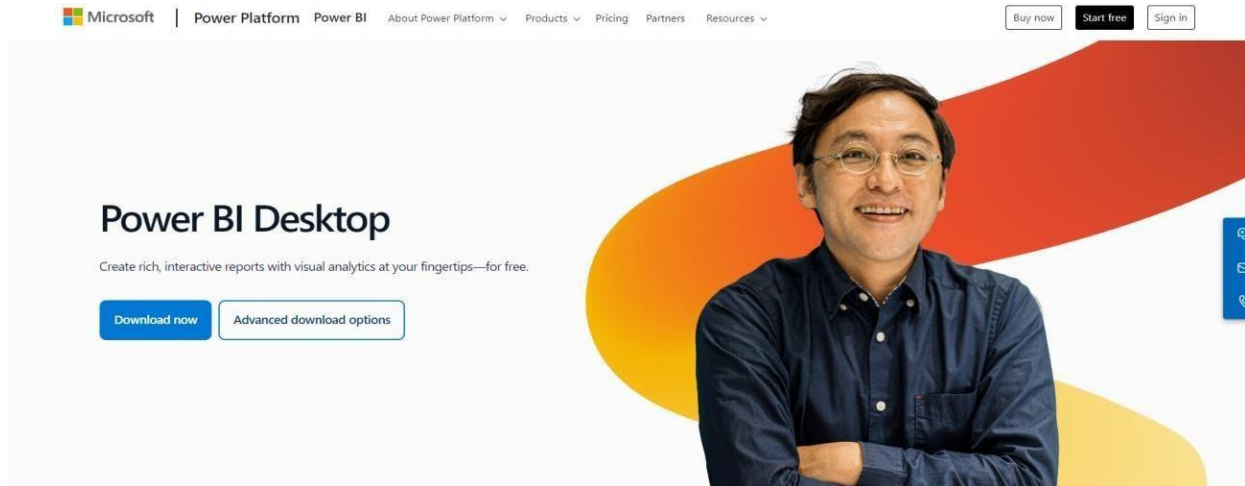 Microsoft Power Platform Power BI About Power Platform Products Pricing Partners Resources Buy now Start free Sign in
Power BI Desktop
Create rich, interactive reports with visual analytics at your fingertips—for free.
Download now Advanced download options